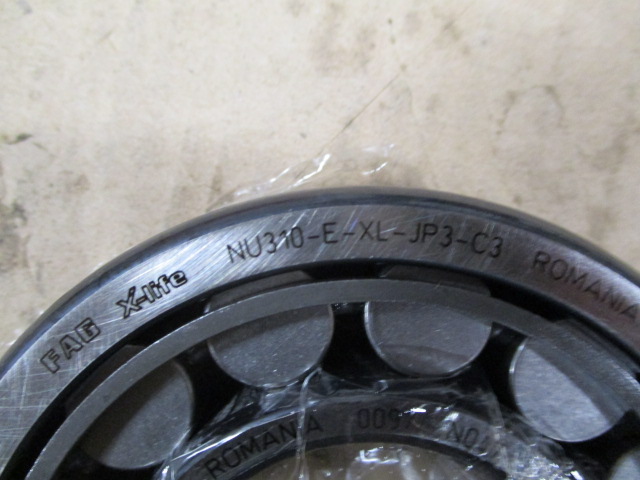 FAG X-life NU310-E-XL-JP3-C3 ROMANIA
ROMANIA